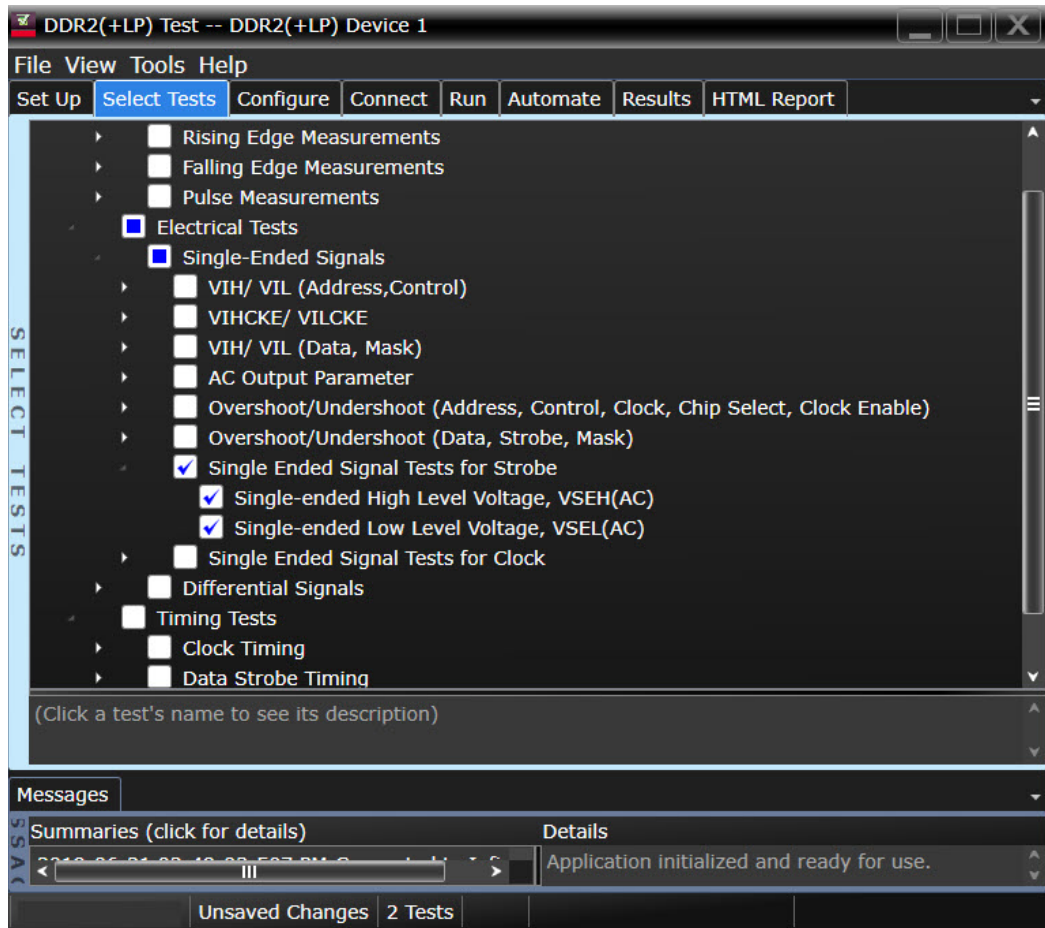 DDR2(+LP) Test -- DDR2(+LP) Device 1
File View Tools Help
Set Up Select Tests Configure Connect Run Automate Results HTML Report
SELECT TESTS
Rising Edge Measurements
Falling Edge Measurements
Pulse Measurements
Electrical Tests
Single-Ended Signals
VIH/ VIL (Address,Control)
VIHCKE/ VILCKE
VIH/ VIL (Data, Mask)
AC Output Parameter
Overshoot/Undershoot (Address, Control, Clock, Chip Select, Clock Enable)
Overshoot/Undershoot (Data, Strobe, Mask)
Single Ended Signal Tests for Strobe
Single-ended High Level Voltage, VSEH(AC)
Single-ended Low Level Voltage, VSEL(AC)
Single Ended Signal Tests for Clock
Differential Signals
Timing Tests
Clock Timing
Data Strobe Timing
(Click a test's name to see its description)
Messages
Summaries (click for details) Details
Application initialized and ready for use.
Unsaved Changes 2 Tests